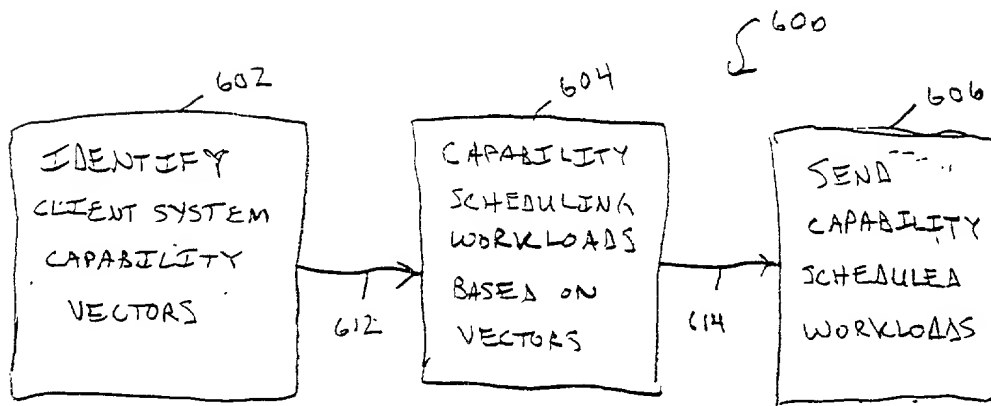 600
602
IDENTIFY
CLIENT SYSTEM
CAPABILITY
VECTORS
612
604
CAPABILITY
SCHEDULING
WORKLOADS
BASED ON
VECTORS
614
606
SEND
CAPABILITY
SCHEDULED
WORKLOADS